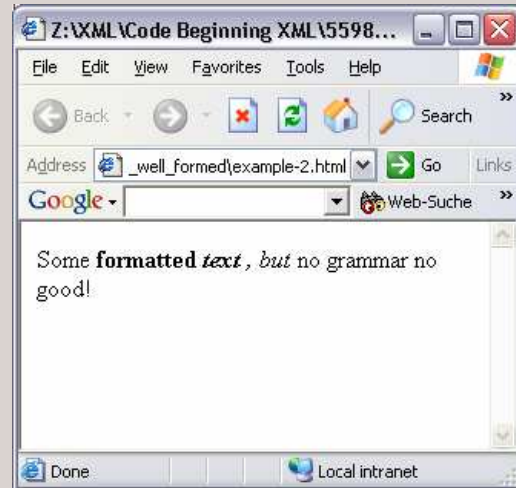 Z:\XML\Code Beginning XML\5598...
File Edit View Favorites Tools Help
Back Search »
Address _well_formed\example-2.html Go Links
Google Web-Suche »
Some formatted text , but no grammar no
good!
Done Local intranet